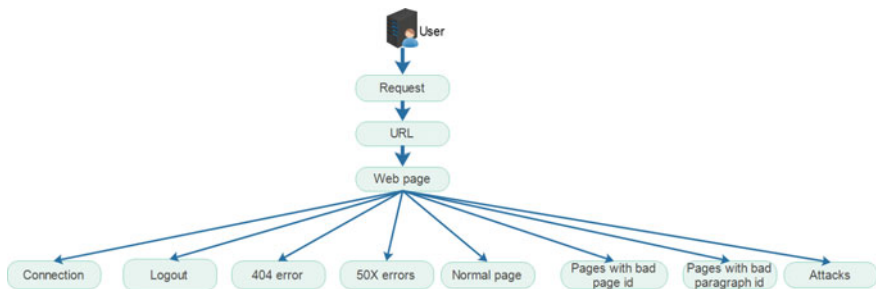 User
Request
URL
Web page
Connection
Logout
404 error
50X errors
Normal page
Pages with bad
page id
Pages with bad
paragraph id
Attacks